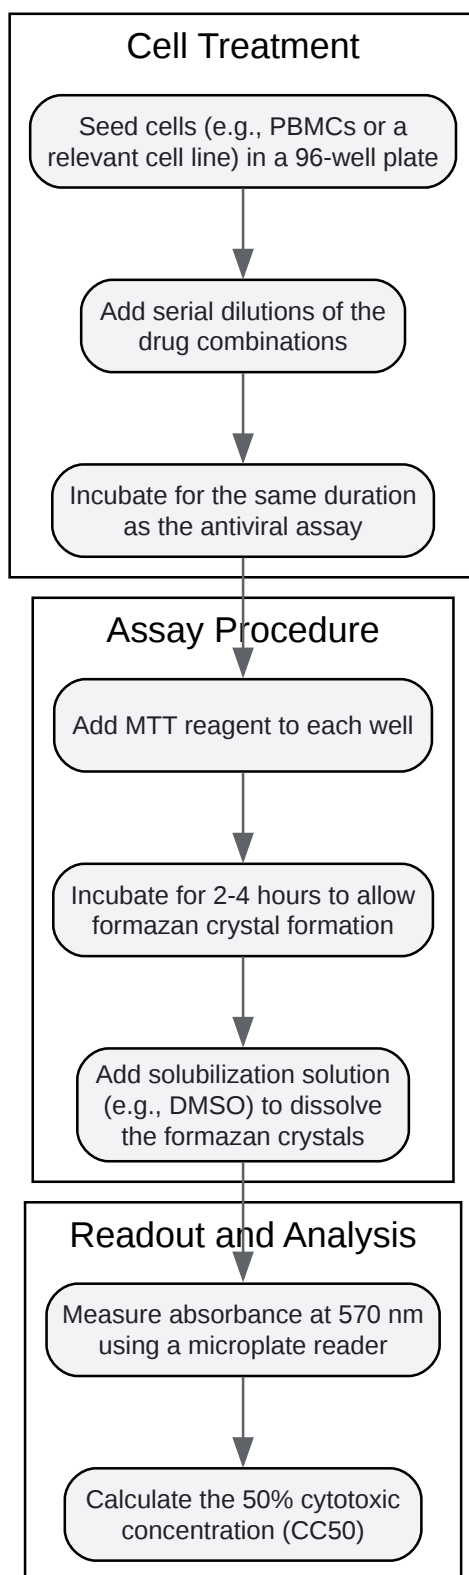 Cell Treatment
Seed cells (e.g., PBMCs or a
relevant cell line) in a 96-well plate
Add serial dilutions of the
drug combinations
Incubate for the same duration
as the antiviral assay
Assay Procedure
Add MTT reagent to each well
Incubate for 2-4 hours to allow
formazan crystal formation
Add solubilization solution
(e.g., DMSO) to dissolve
the formazan crystals
Readout and Analysis
Measure absorbance at 570 nm
using a microplate reader
Calculate the 50% cytotoxic
concentration (CC50)